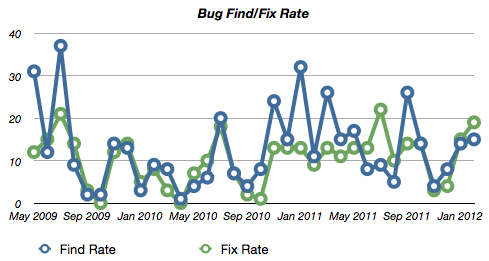 Bug Find/Fix Rate
40
30
20
10
0
May 2009 Sep 2009 Jan 2010 May 2010 Sep 2010 Jan 2011 May 2011 Sep 2011 Jan 2012
Find Rate Fix Rate